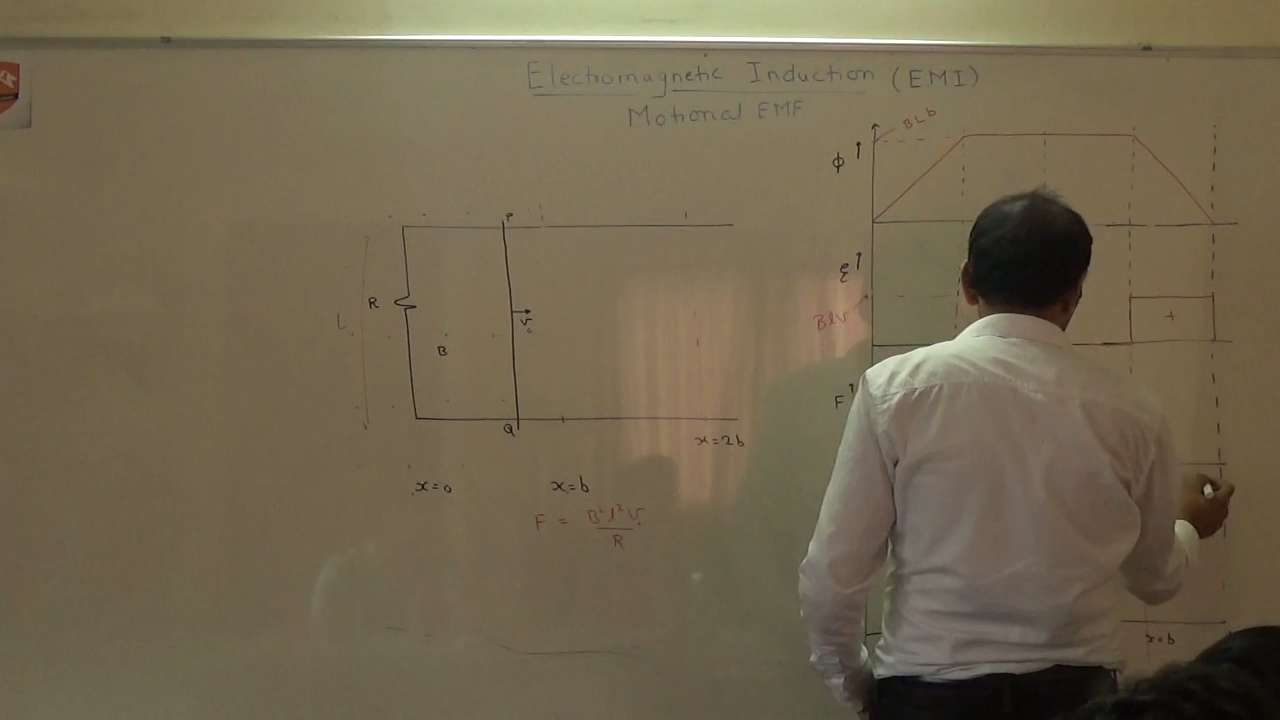 Electromagnetic Induction (EMI)
Motional EMF
BLb
Φ
P
ε
R
V
L
BlV
B
F
Q
x=2b
x=0
x=b
F = B²l²V
R
+
x=b